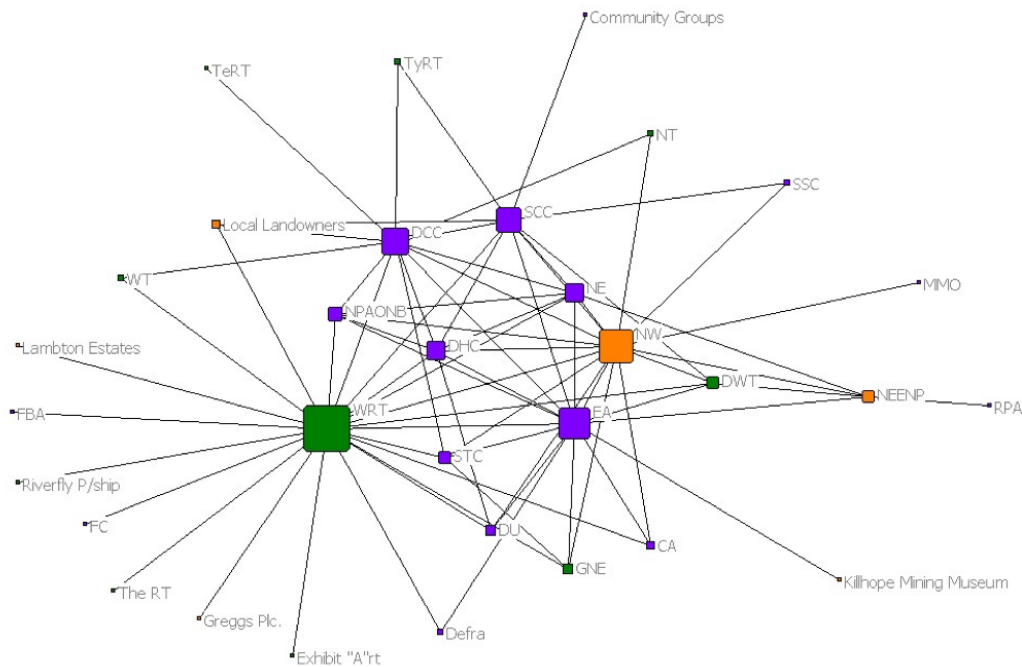 Community Groups
TeRT
TyRT
NT
SSC
SCC
Local Landowners
DCC
WT
NE
MMO
NPAONB
NW
Lambton Estates
DHC
DWT
NEENP
RPA
FBA
WRT
EA
STC
Riverfly P/ship
FC
DU
CA
GNE
Killhope Mining Museum
The RT
Greggs Plc.
Defra
Exhibit "A"rt